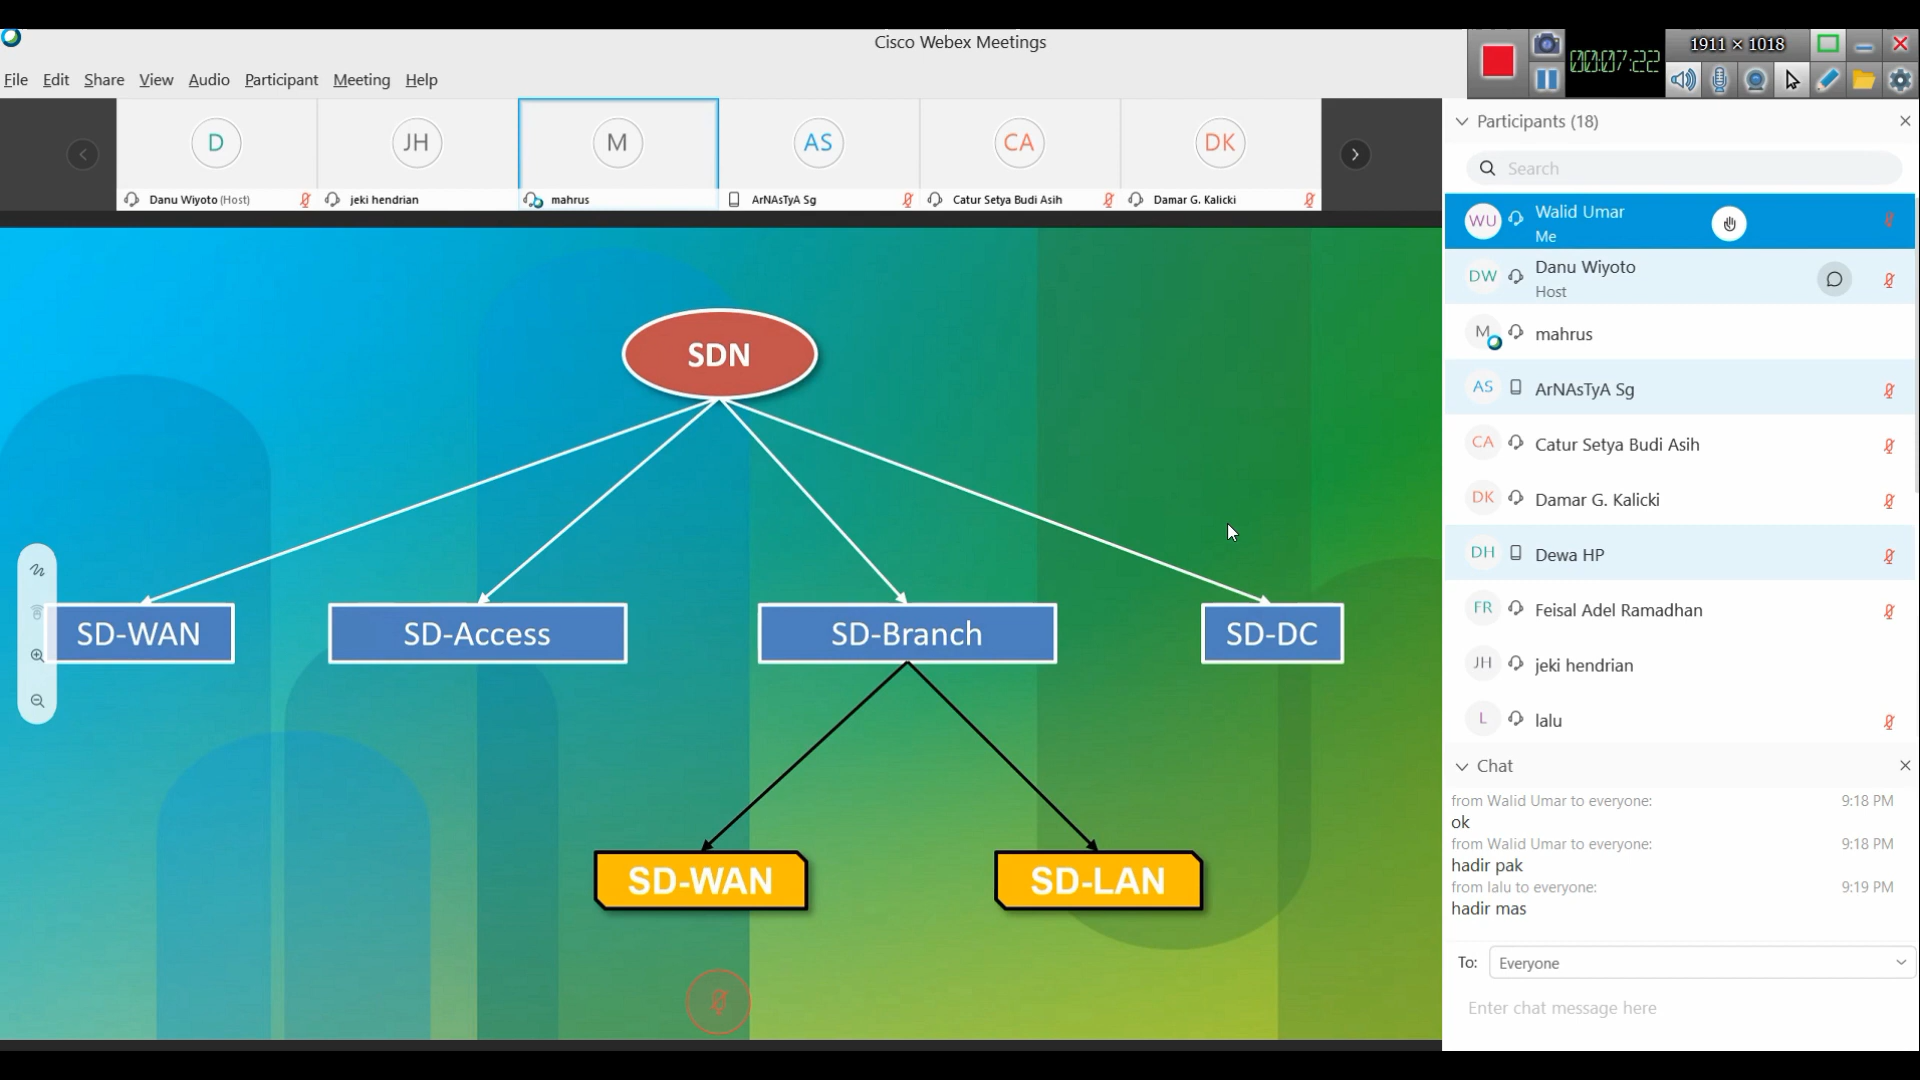 Cisco Webex Meetings
1911 × 1018
00:07:22
File Edit Share View Audio Participant Meeting Help
D
JH
M
AS
CA
DK
Danu Wiyoto (Host)
jeki hendrian
mahrus
ArNAsTyA Sg
Catur Setya Budi Asih
Damar G. Kalicki
SDN
SD-WAN
SD-Access
SD-Branch
SD-DC
SD-WAN
SD-LAN
Participants (18)
Search
WU
Walid Umar
Me
DW
Danu Wiyoto
Host
M
mahrus
AS
ArNAsTyA Sg
CA
Catur Setya Budi Asih
DK
Damar G. Kalicki
DH
Dewa HP
FR
Feisal Adel Ramadhan
JH
jeki hendrian
L
lalu
Chat
from Walid Umar to everyone: 9:18 PM
ok
from Walid Umar to everyone: 9:18 PM
hadir pak
from lalu to everyone: 9:19 PM
hadir mas
To: Everyone
Enter chat message here